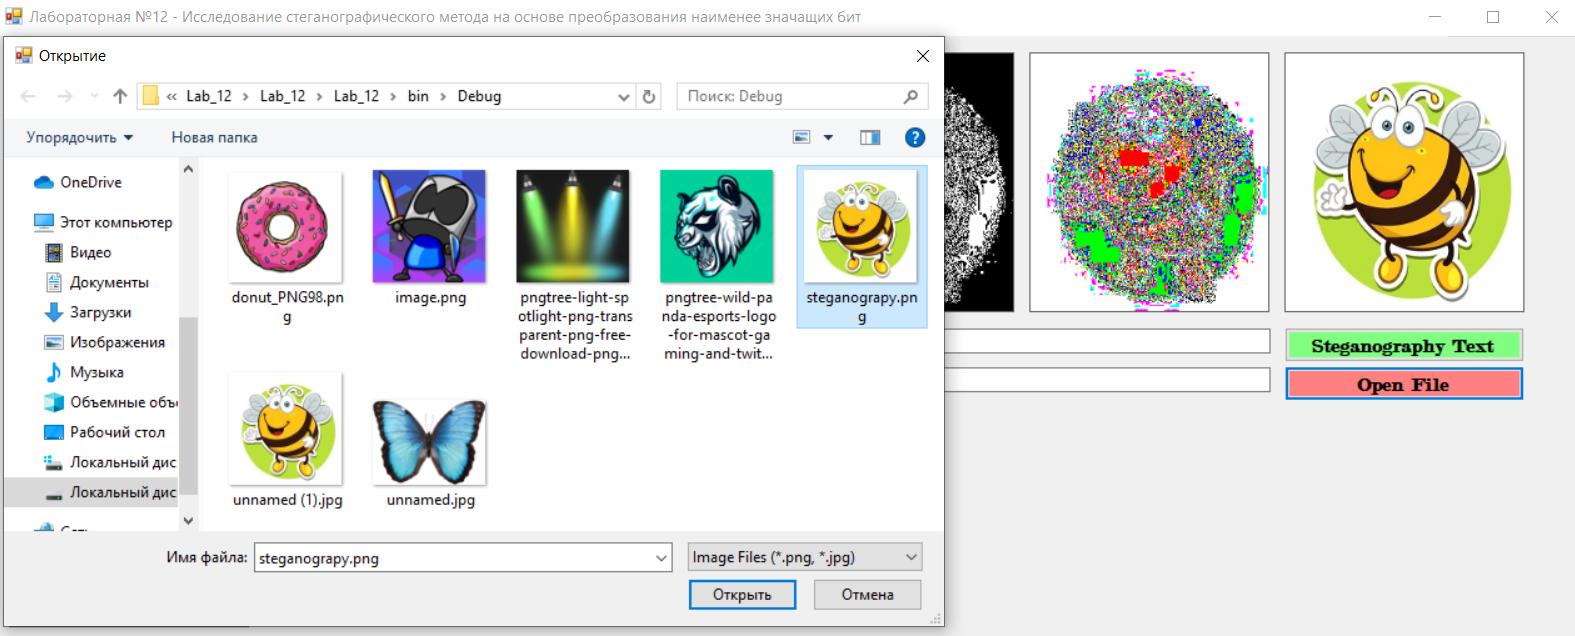 Лабораторная №12 - Исследование стеганографического метода на основе преобразования наименее значащих бит
Открытие
« Lab_12 › Lab_12 › Lab_12 › bin › Debug
Поиск: Debug
Упорядочить
Новая папка
OneDrive
Этот компьютер
Видео
Документы
Загрузки
Изображения
Музыка
Объемные объ
Рабочий стол
Локальный дис
Локальный дис
donut_PNG98.pn
g
image.png
pngtree-light-sp
otlight-png-trans
parent-png-free-
download-png...
pngtree-wild-pa
nda-esports-logo
-for-mascot-ga
ming-and-twit...
steganograpy.pn
g
unnamed (1).jpg
unnamed.jpg
Имя файла:
steganograpy.png
Image Files (*.png, *.jpg)
Открыть
Отмена
Steganography Text
Open File